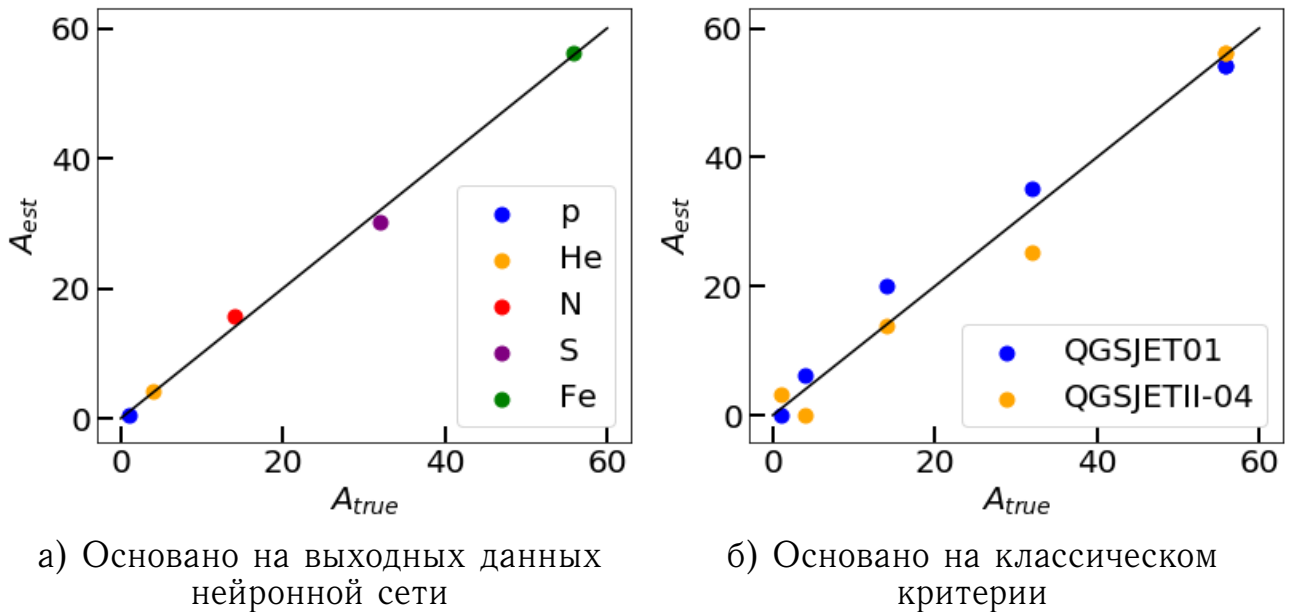 60
40
20
0
A_est
p
He
N
S
Fe
0 20 40 60
A_true
а) Основано на выходных данных
нейронной сети
60
40
20
0
A_est
QGSJET01
QGSJETII-04
0 20 40 60
A_true
б) Основано на классическом
критерии